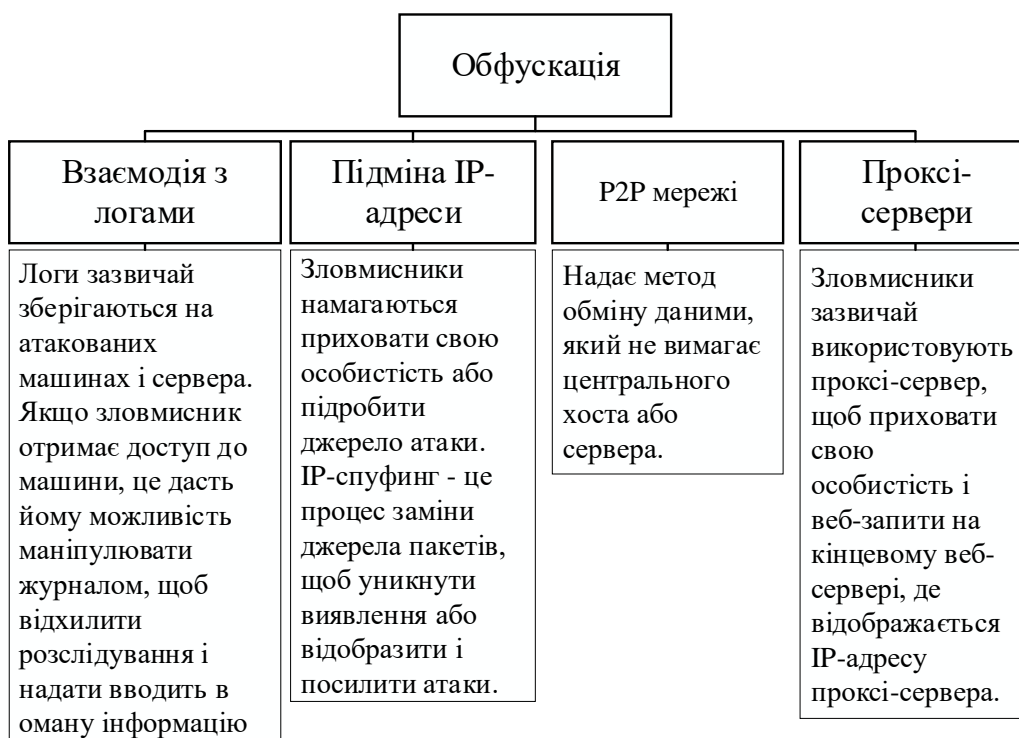 Обфускація
Взаємодія з
логами
Логи зазвичай
зберігаються на
атакованих
машинах і сервера.
Якщо зловмисник
отримає доступ до
машини, це дасть
йому можливість
маніпулювати
журналом, щоб
відхилити
розслідування і
надати вводить в
оману інформацію
Підміна IP-
адреси
Зловмисники
намагаються
приховати свою
особистість або
підробити
джерело атаки.
IP-спуфинг - це
процес заміни
джерела пакетів,
щоб уникнути
виявлення або
відобразити і
посилити атаки.
P2P мережі
Надає метод
обміну даними,
який не вимагає
центрального
хоста або
сервера.
Проксі-
сервери
Зловмисники
зазвичай
використовують
проксі-сервер,
щоб приховати
свою
особистість і
веб-запити на
кінцевому веб-
сервері, де
відображається
IP-адресу
проксі-сервера.